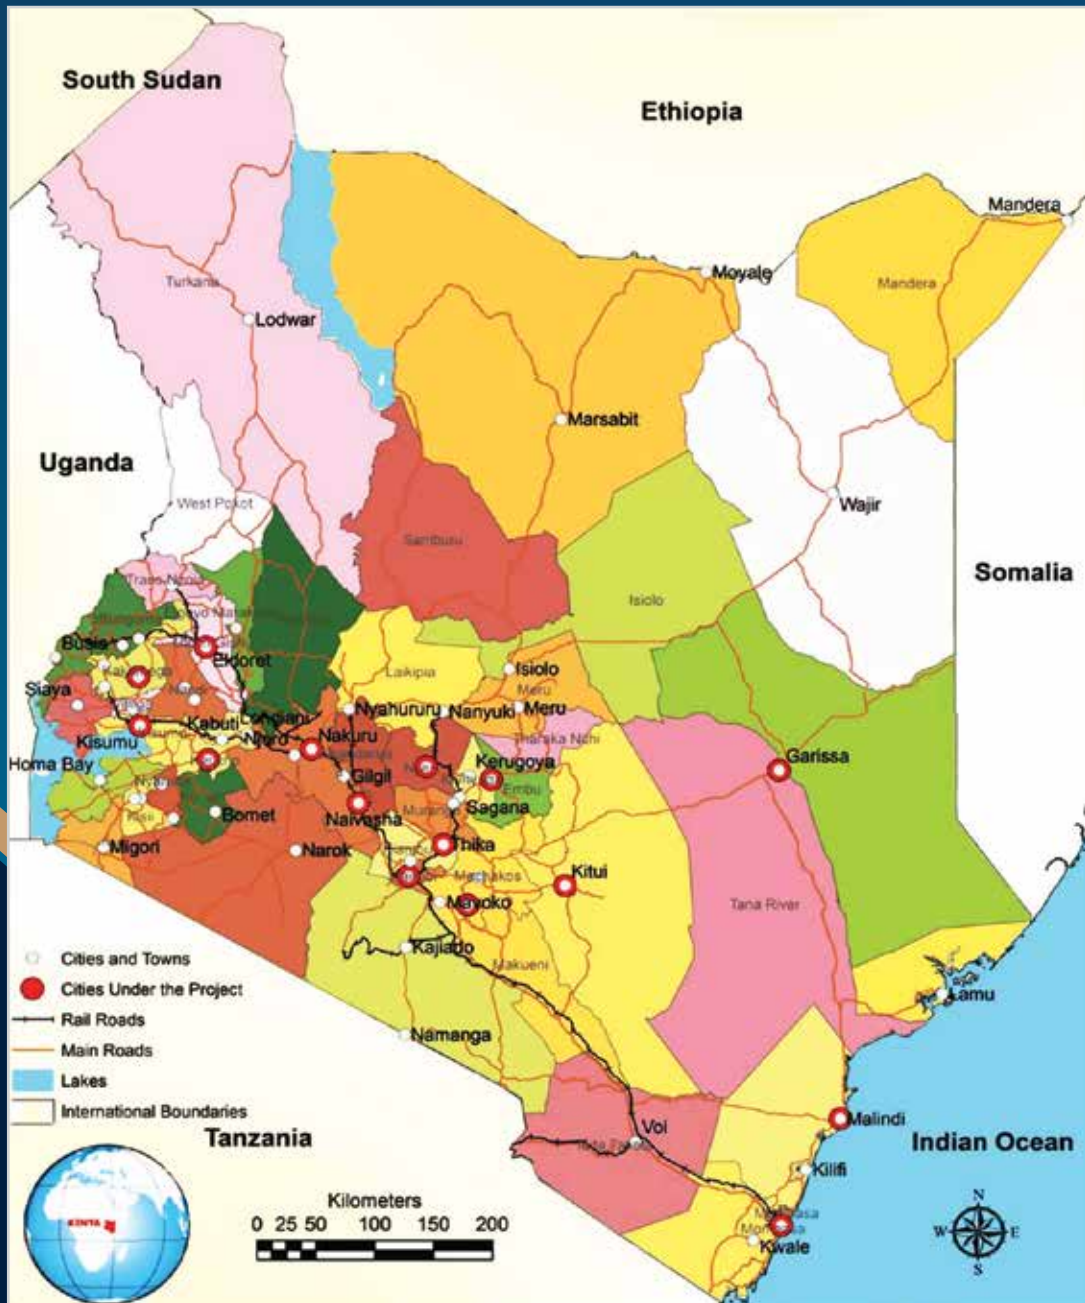 South Sudan
Ethiopia
Mandera
Moyale
Mandera
Turkana
Lodwar
Marsabit
Uganda
West Pokot
Wajir
Somalia
Isiolo
Busia
Eldoret
Laikipia
Isiolo
Siaya
Meru
Nyahururu
Nanyuki
Meru
Kabuti
Londiani
Kisumu
Njoro
Nakuru
Tharaka Nthi
Garissa
Homa Bay
Gilgil
Kerugoya
Embu
Bomet
Naivasha
Sagana
Migori
Narok
Thika
Kitui
Machakos
Mavoko
Tana River
Kajiado
Makueni
Lamu
Namanga
Voi
Malindi
Kilifi
Kwale
Cities and Towns
Cities Under the Project
Rail Roads
Main Roads
Lakes
International Boundaries
Tanzania
Indian Ocean
KENYA
Kilometers
0 25 50 100 150 200
N
W E
S